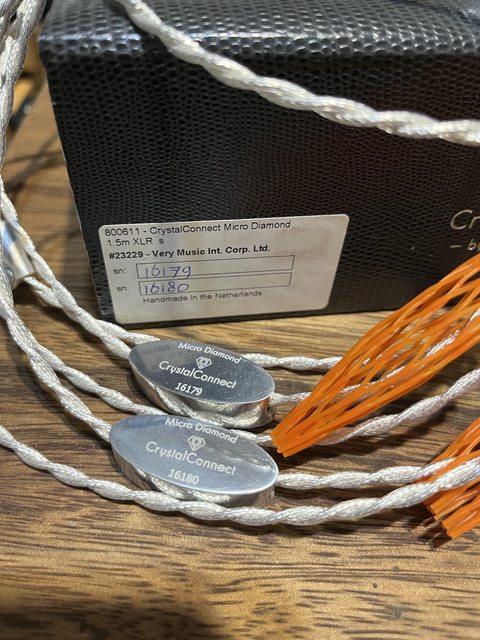 800611 - CrystalConnect Micro Diamond
1.5m XLR s
#23229 - Very Music Int. Corp. Ltd.
sn: 16179
sn: 16180
Handmade in the Netherlands
Micro Diamond
CrystalConnect
16179
Micro Diamond
CrystalConnect
16180